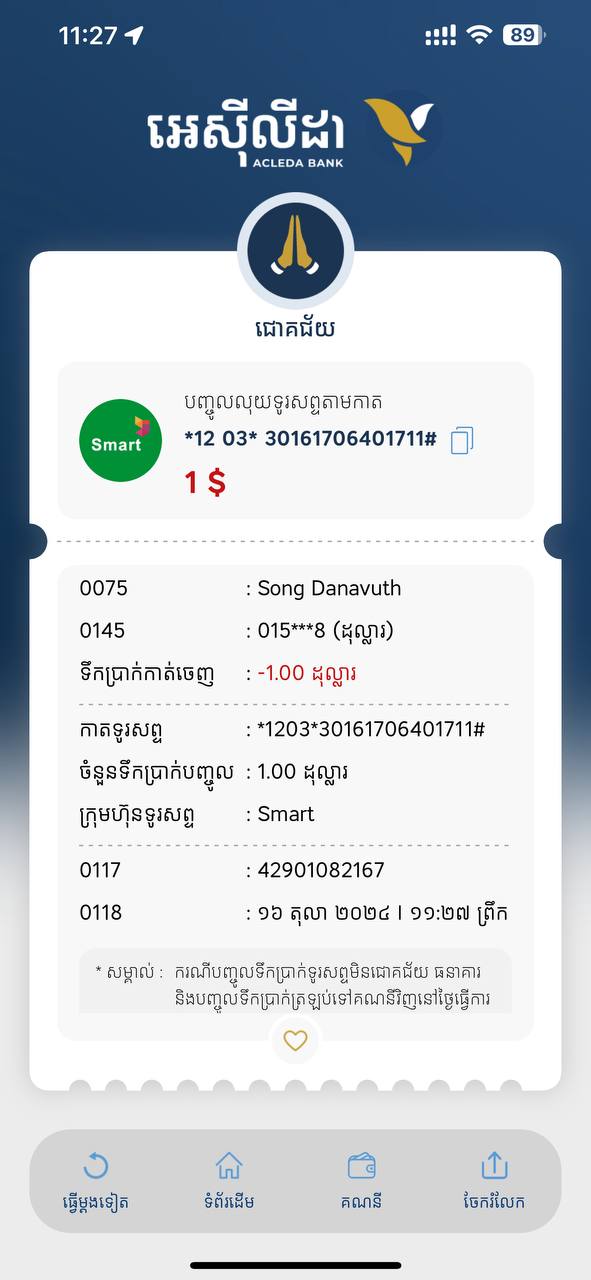 11:27
89
អេស៊ីលីដា
ACLEDA BANK
ជោគជ័យ
Smart
បញ្ចូលលុយទូរសព្ទតាមកាត
*12 03* 30161706401711#
1 $
0075 : Song Danavuth
0145 : 015***8 (ដុល្លារ)
ទឹកប្រាក់កាត់ចេញ : -1.00 ដុល្លារ
កាតទូរសព្ទ : *1203*30161706401711#
ចំនួនទឹកប្រាក់បញ្ចូល : 1.00 ដុល្លារ
ក្រុមហ៊ុនទូរសព្ទ : Smart
0117 : 42901082167
0118 : ១៦ តុលា ២០២៤ | ១១:២៧ ព្រឹក
* សម្គាល់ : ករណីបញ្ចូលទឹកប្រាក់ទូរសព្ទមិនជោគជ័យ ធនាគារ
និងបញ្ចូលទឹកប្រាក់ត្រឡប់ទៅគណនីវិញនៅថ្ងៃធ្វើការ
ធ្វើម្ដងទៀត ទំព័រដើម គណនី ចែករំលែក